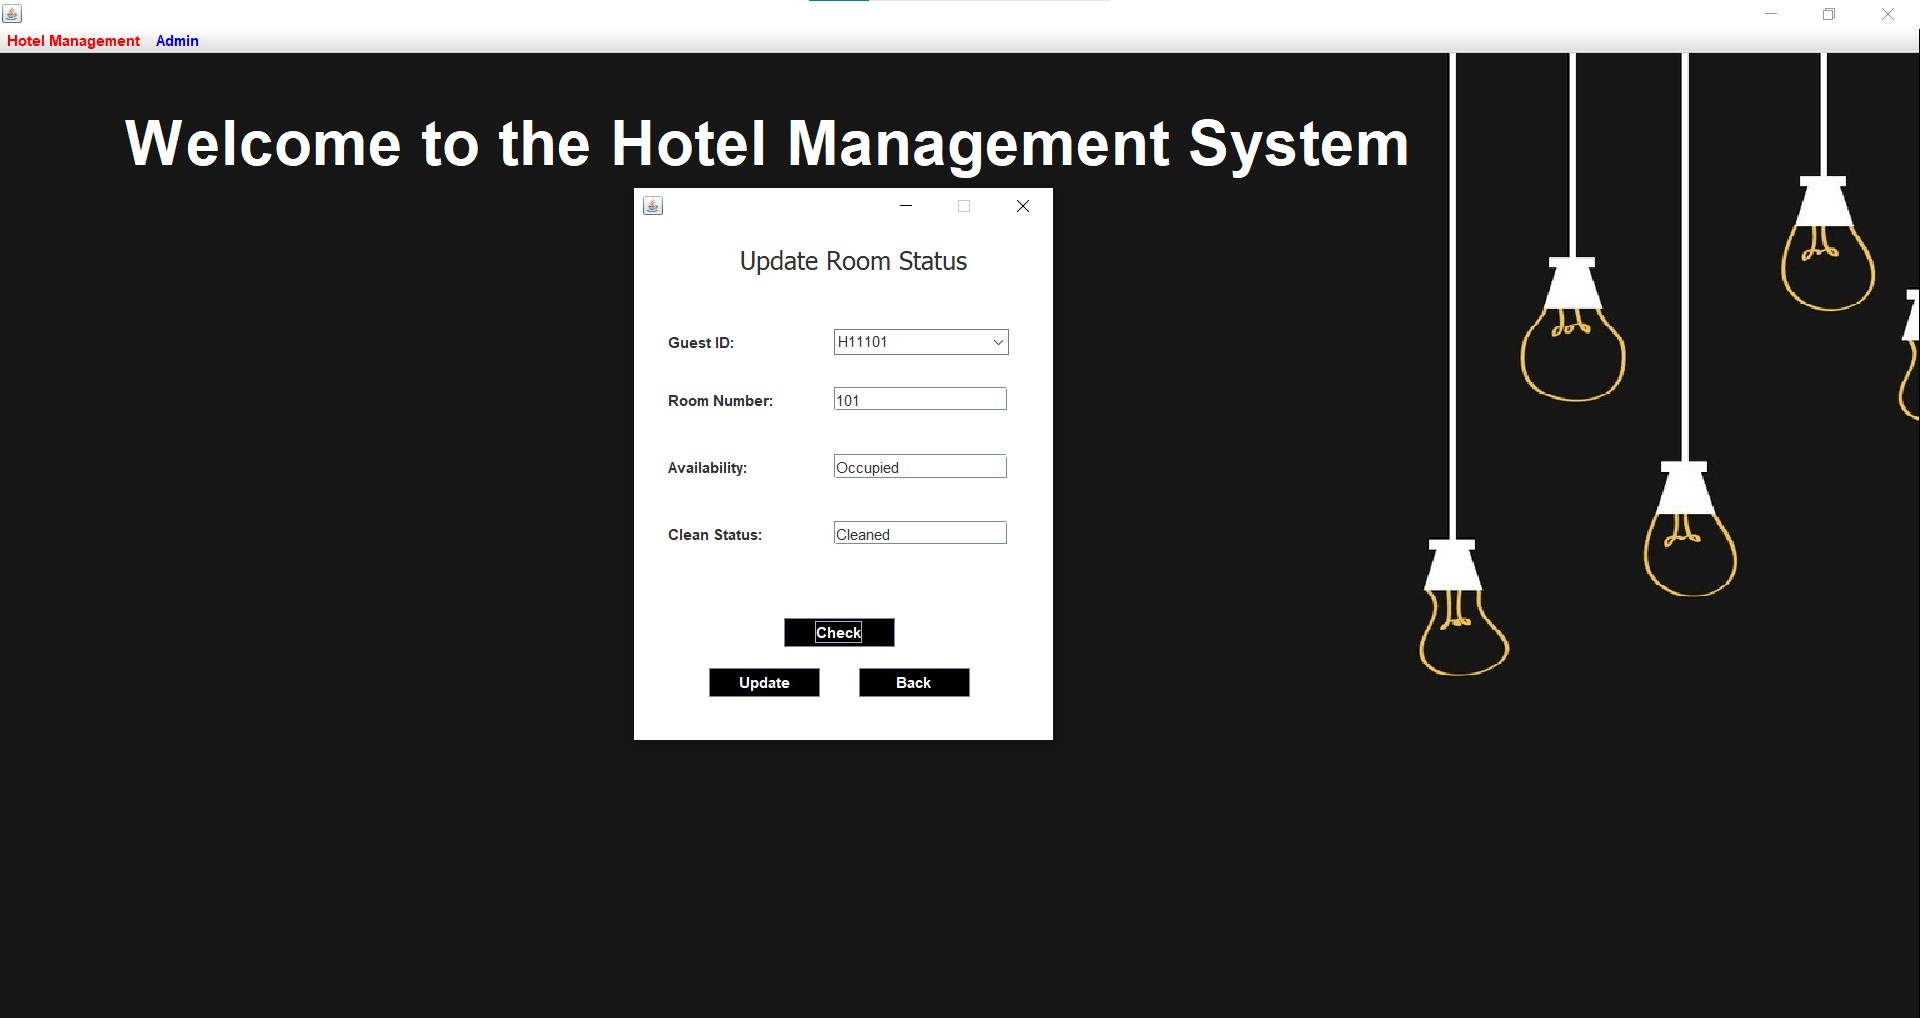 Hotel Management Admin
Welcome to the Hotel Management System
Update Room Status
Guest ID: H11101
Room Number: 101
Availability: Occupied
Clean Status: Cleaned
Check
Update Back